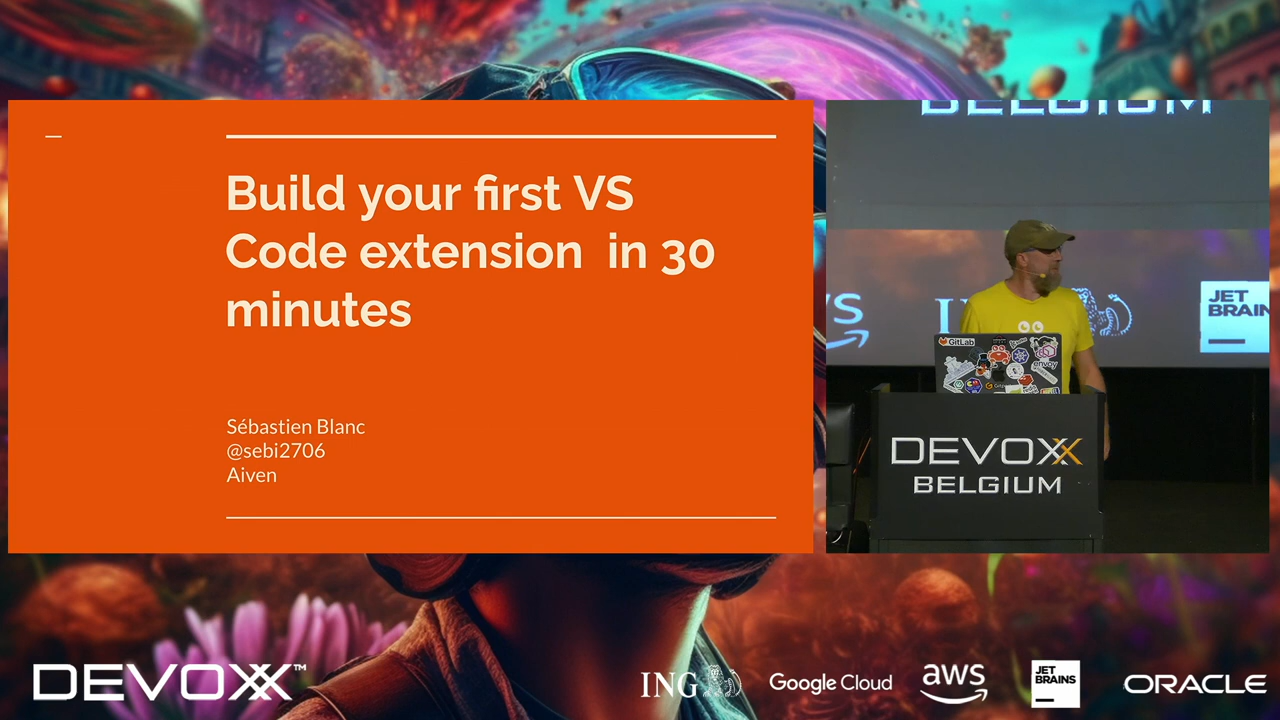 Build your first VS
Code extension in 30
minutes
Sébastien Blanc
@sebi2706
Aiven
BELGIUM
JET
BRAIN
GitLab
DEVOXX
BELGIUM
DEVOXX™
ING
Google Cloud
aws
JET
BRAINS
ORACLE